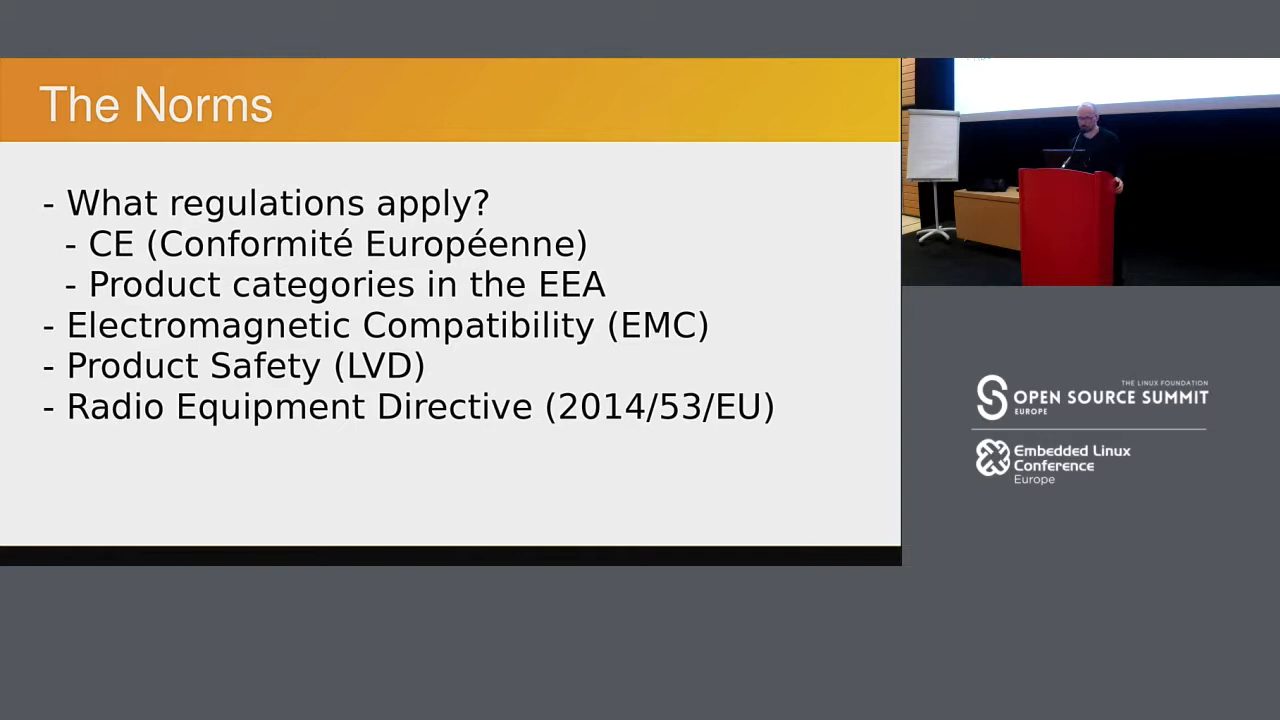 The Norms
- What regulations apply?
- CE (Conformité Européenne)
- Product categories in the EEA
- Electromagnetic Compatibility (EMC)
- Product Safety (LVD)
- Radio Equipment Directive (2014/53/EU)
THE LINUX FOUNDATION
OPEN SOURCE SUMMIT
EUROPE
Embedded Linux
Conference
Europe